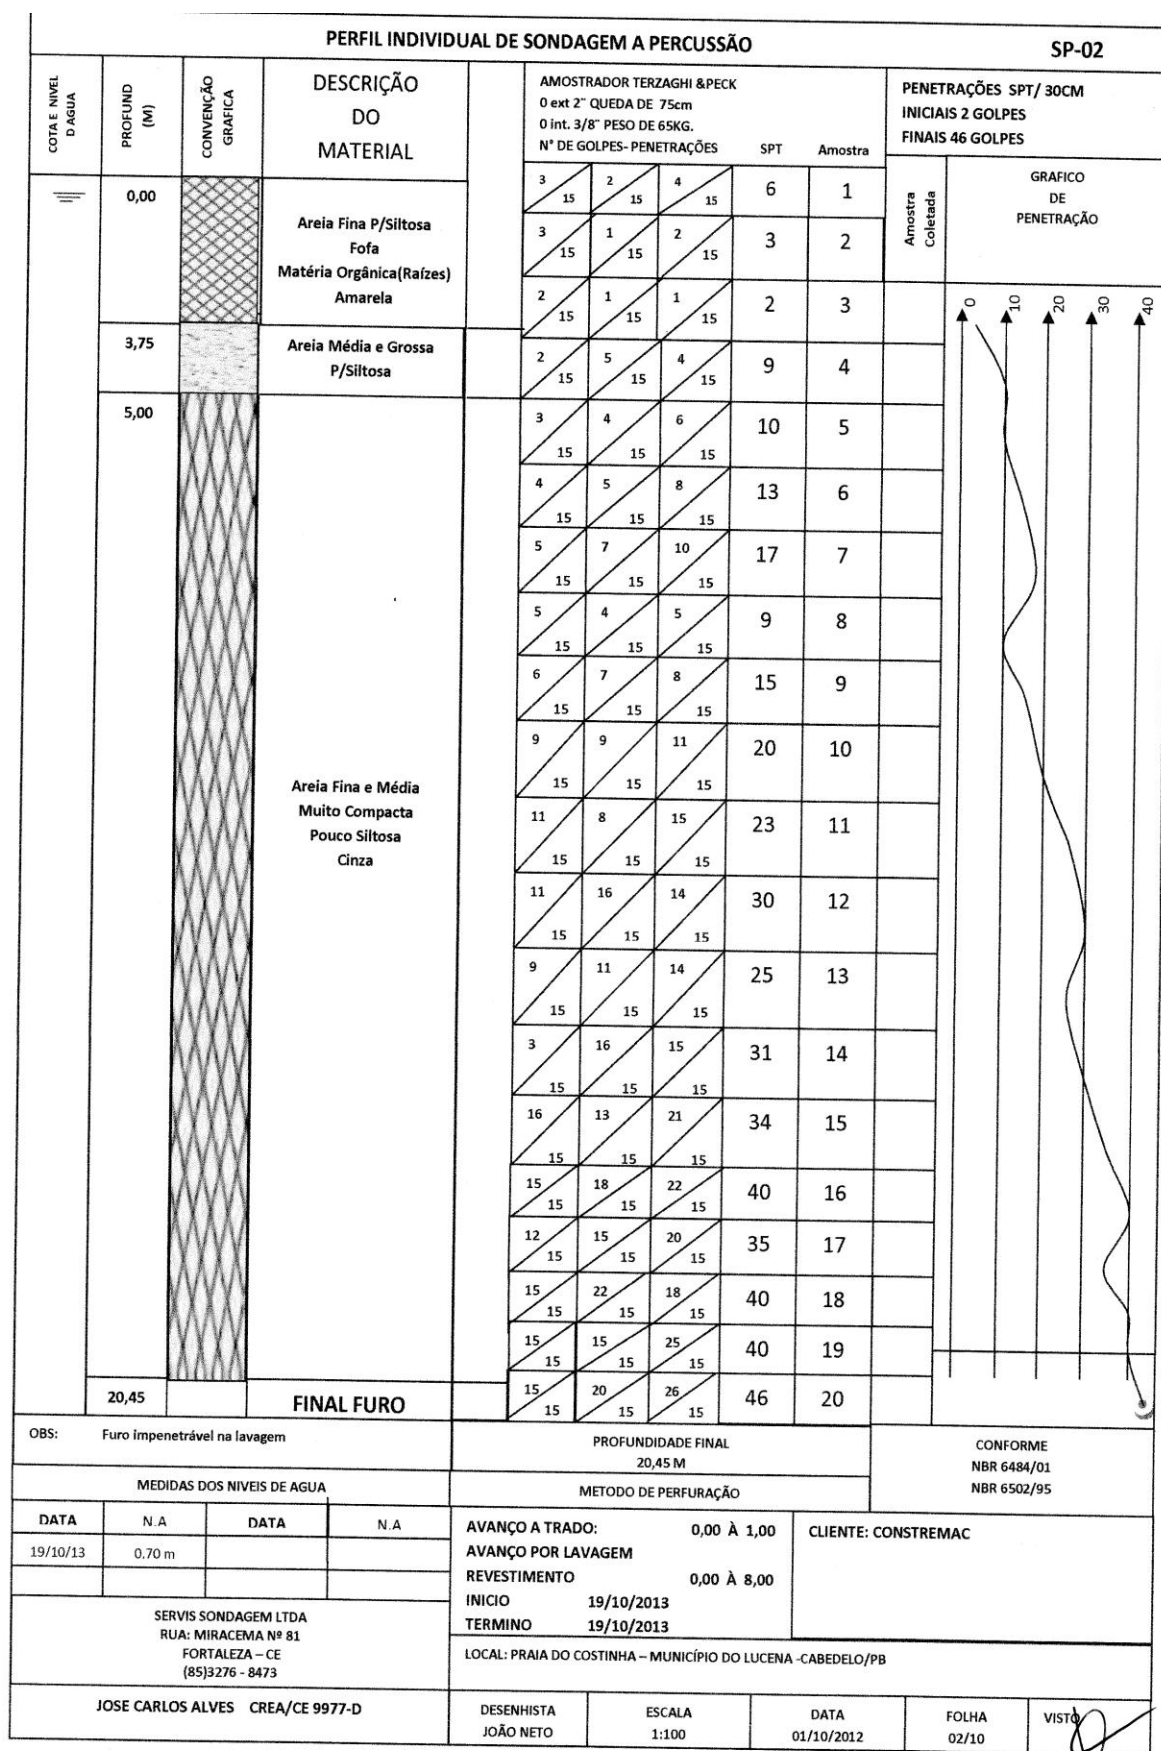 PERFIL INDIVIDUAL DE SONDAGEM A PERCUSSÃO SP-02
COTA E NIVEL D AGUA
PROFUND (M)
CONVENÇÃO GRAFICA
DESCRIÇÃO
DO
MATERIAL
AMOSTRADOR TERZAGHI &PECK
0 ext 2¨ QUEDA DE 75cm
0 int. 3/8¨ PESO DE 65KG.
N° DE GOLPES- PENETRAÇÕES SPT Amostra
PENETRAÇÕES SPT/ 30CM
INICIAIS 2 GOLPES
FINAIS 46 GOLPES
Amostra Coletada
GRAFICO
DE
PENETRAÇÃO
0 10 20 30 40
0,00
Areia Fina P/Siltosa
Fofa
Matéria Orgânica(Raízes)
Amarela
3,75
Areia Média e Grossa
P/Siltosa
5,00
Areia Fina e Média
Muito Compacta
Pouco Siltosa
Cinza
20,45 FINAL FURO
3 15 2 15 4 15 6 1
3 15 1 15 2 15 3 2
2 15 1 15 1 15 2 3
2 15 5 15 4 15 9 4
3 15 4 15 6 15 10 5
4 15 5 15 8 15 13 6
5 15 7 15 10 15 17 7
5 15 4 15 5 15 9 8
6 15 7 15 8 15 15 9
9 15 9 15 11 15 20 10
11 15 8 15 15 15 23 11
11 15 16 15 14 15 30 12
9 15 11 15 14 15 25 13
3 15 16 15 15 15 31 14
16 15 13 15 21 15 34 15
15 15 18 15 22 15 40 16
12 15 15 15 20 15 35 17
15 15 22 15 18 15 40 18
15 15 15 15 25 15 40 19
15 15 20 15 26 15 46 20
OBS: Furo impenetrável na lavagem
PROFUNDIDADE FINAL
20,45 M
CONFORME
NBR 6484/01
NBR 6502/95
MEDIDAS DOS NIVEIS DE AGUA
METODO DE PERFURAÇÃO
DATA N.A DATA N.A
19/10/13 0,70 m
AVANÇO A TRADO: 0,00 À 1,00
AVANÇO POR LAVAGEM
REVESTIMENTO 0,00 À 8,00
INICIO 19/10/2013
TERMINO 19/10/2013
CLIENTE: CONSTREMAC
SERVIS SONDAGEM LTDA
RUA: MIRACEMA Nº 81
FORTALEZA – CE
(85)3276 - 8473
LOCAL: PRAIA DO COSTINHA – MUNICÍPIO DO LUCENA -CABEDELO/PB
JOSE CARLOS ALVES CREA/CE 9977-D
DESENHISTA
JOÃO NETO
ESCALA
1:100
DATA
01/10/2012
FOLHA
02/10
VISTO